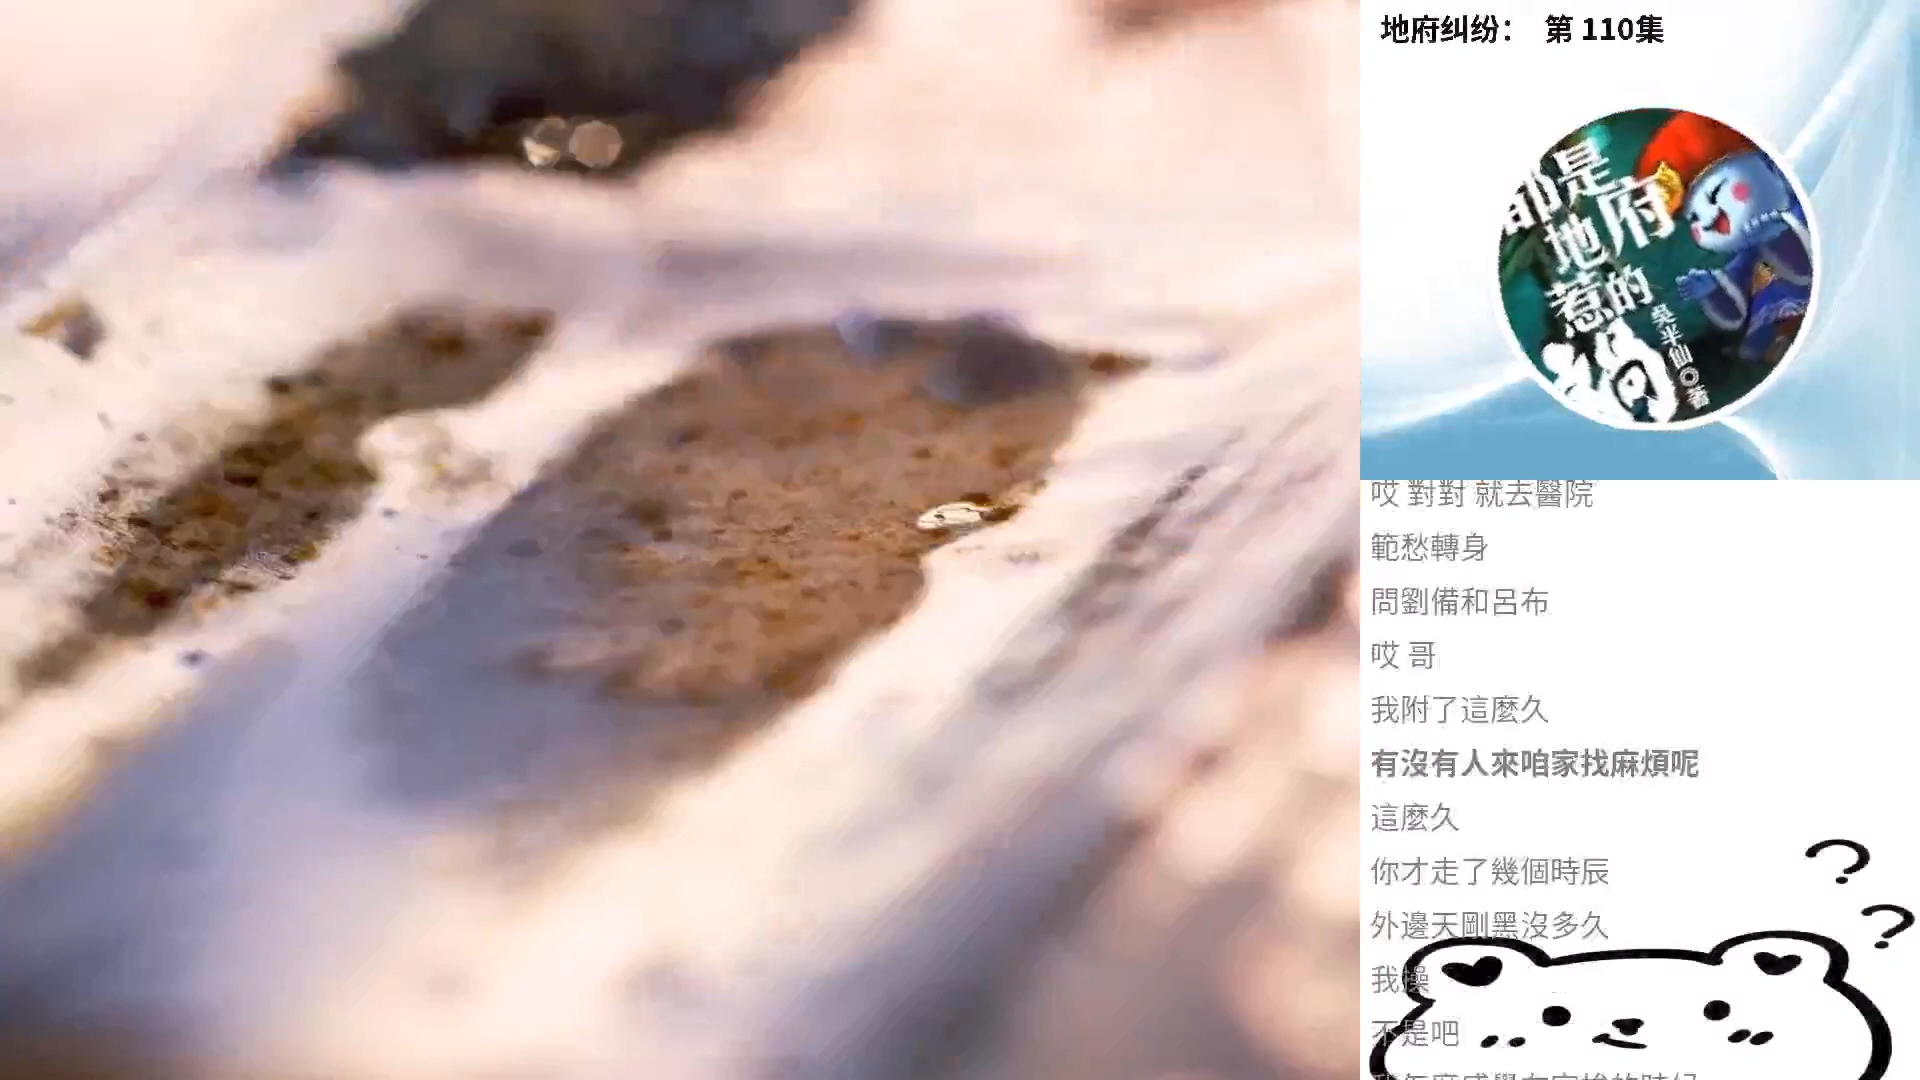 地府纠纷： 第 110集
都是
地府
惹的
禍
吳半仙◎著
哎 對對 就去醫院
範愁轉身
問劉備和呂布
哎 哥
我附了這麼久
有沒有人來咱家找麻煩呢
這麼久
你才走了幾個時辰
外邊天剛黑沒多久
我操
不是吧